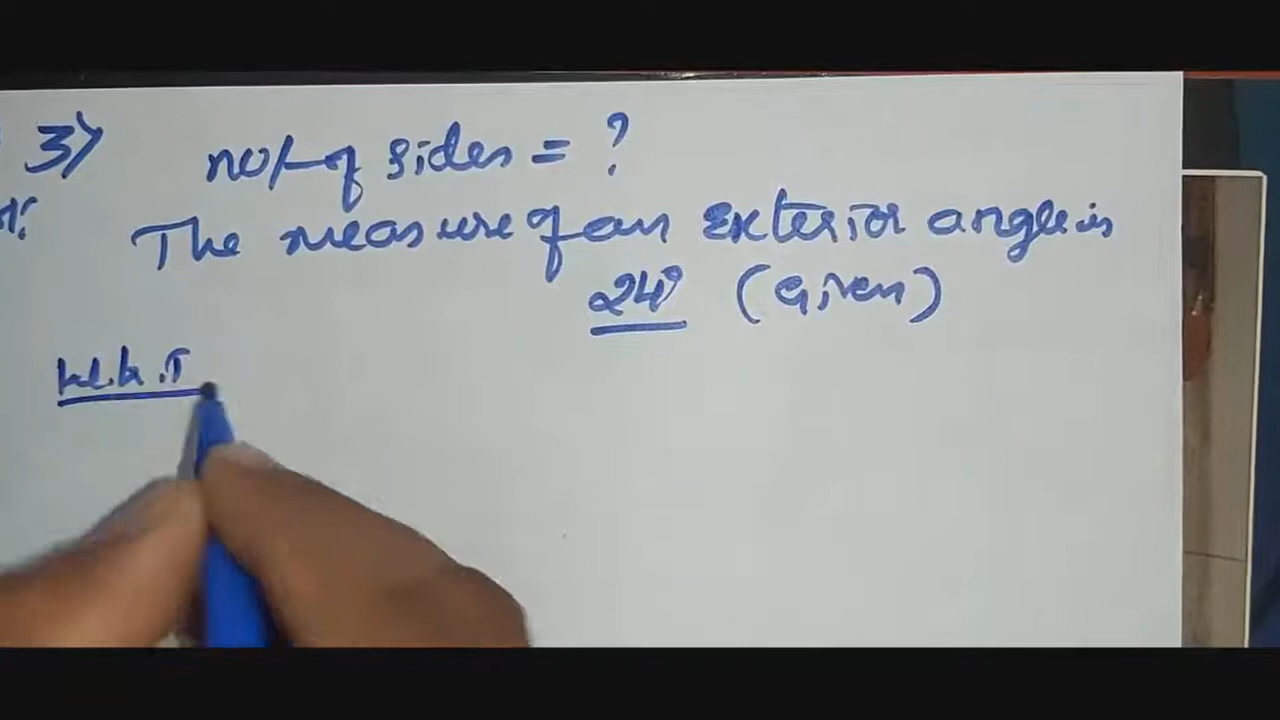 3) no/- of sides = ?
The measure of an exterior angle is
24° (Given)
W.k.T